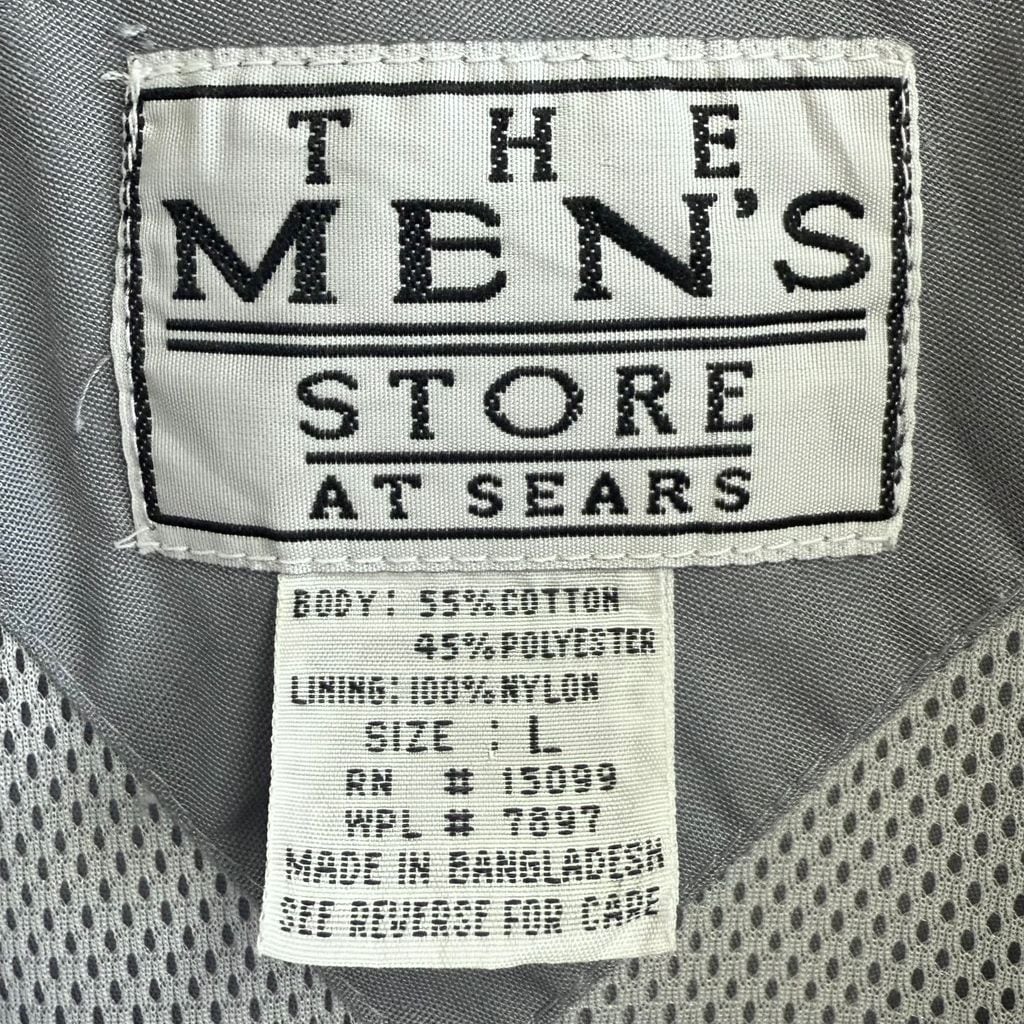 THE
MEN'S
STORE
AT SEARS
BODY: 55% COTTON
45% POLYESTER
LINING: 100% NYLON
SIZE : L
RN # 15099
WPL # 7897
MADE IN BANGLADESH
SEE REVERSE FOR CARE